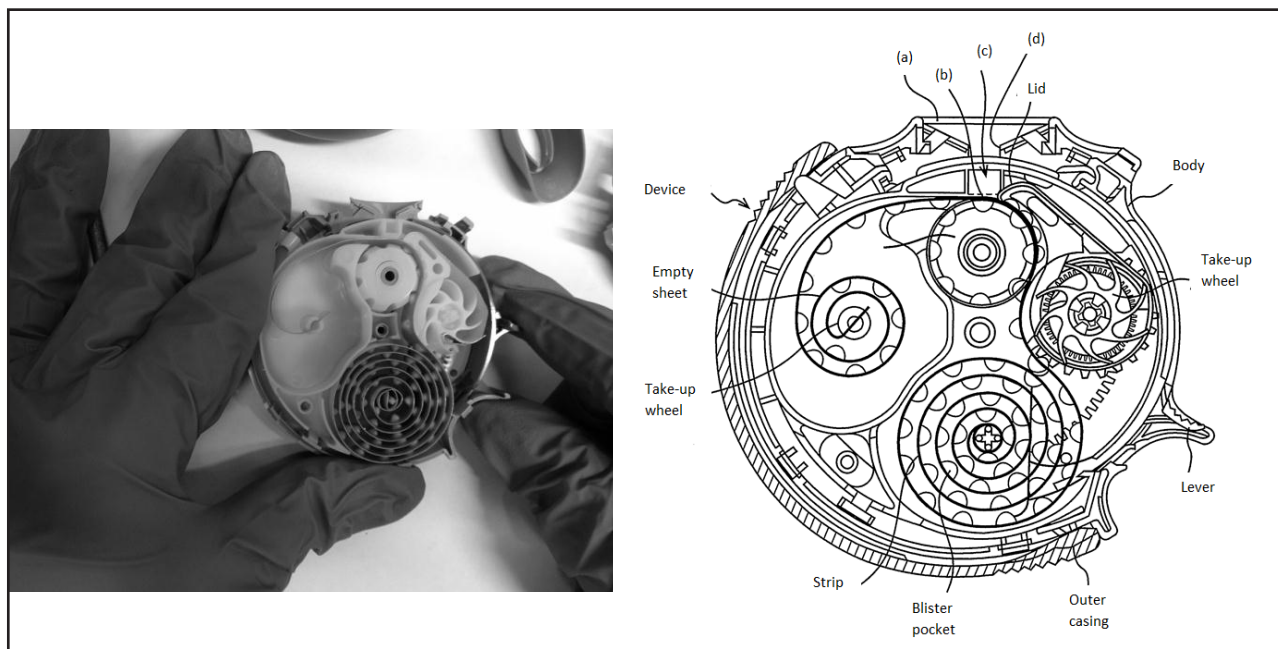 (d)
(c)
(a)
(b)
Lid
Body
Device
Take-up
wheel
Empty
sheet
Take-up
wheel
Lever
Strip
Blister
pocket
Outer
casing